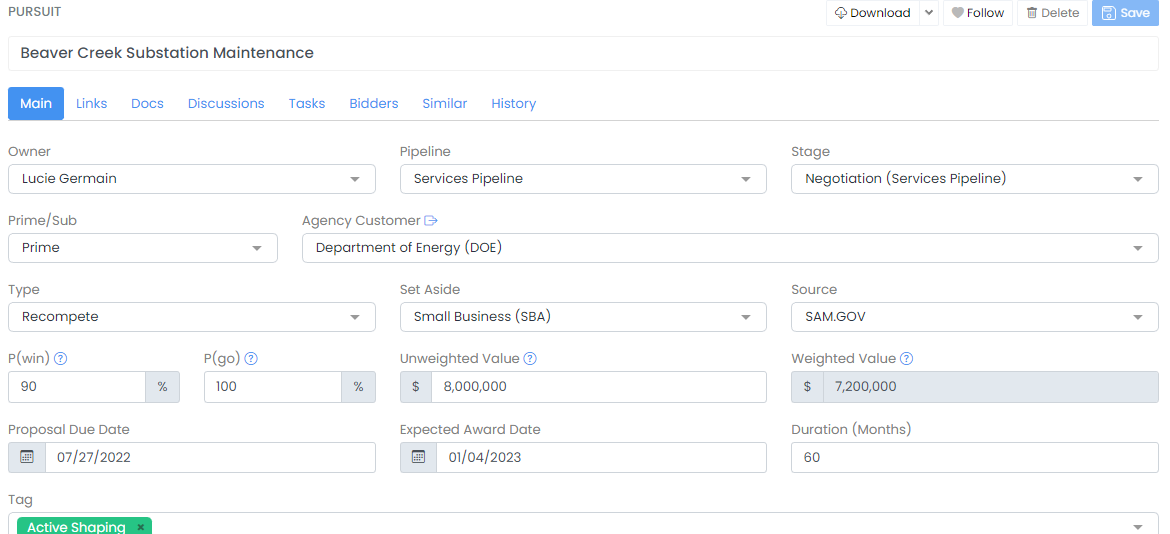 PURSUIT
Download Follow Delete Save
Beaver Creek Substation Maintenance
Main Links Docs Discussions Tasks Bidders Similar History
Owner Pipeline Stage
Lucie Germain Services Pipeline Negotiation (Services Pipeline)
Prime/Sub Agency Customer
Prime Department of Energy (DOE)
Type Set Aside Source
Recompete Small Business (SBA) SAM.GOV
P(win) ? P(go) ? Unweighted Value ? Weighted Value ?
90 % 100 % $ 8,000,000 $ 7,200,000
Proposal Due Date Expected Award Date Duration (Months)
07/27/2022 01/04/2023 60
Tag
Active Shaping ×